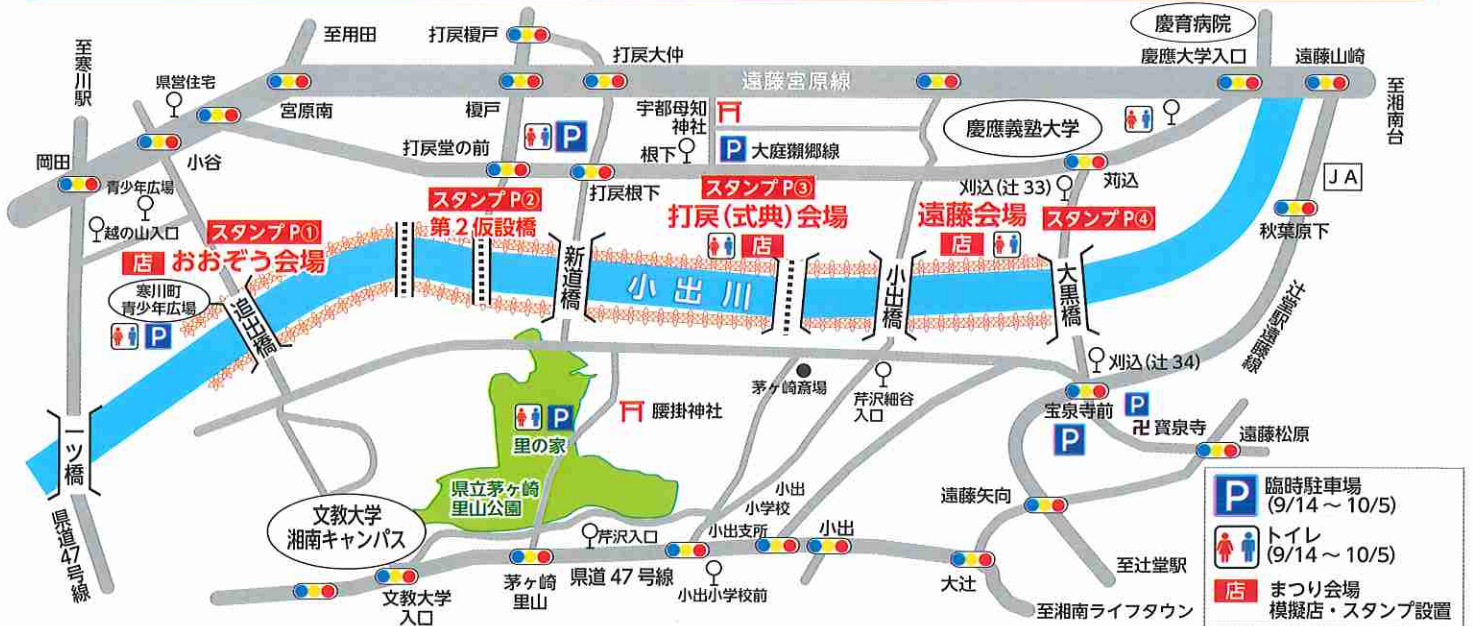 慶育病院
至用田
打戻榎戸
打戻大仲
慶應大学入口
遠藤山崎
至寒川駅
県営住宅
宮原南
榎戸
遠藤宮原線
至湘南台
宇都母知
神社
慶應義塾大学
岡田
小谷
打戻堂の前
P
根下
P 大庭獺郷線
青少年広場
打戻根下
刈込(辻33)
苅込
JA
越の山入口
スタンプP①
店 おおぞう会場
スタンプP②
第2仮設橋
スタンプP③
打戻(式典)会場
店
遠藤会場
店
スタンプP④
秋葉原下
寒川町
青少年広場
P
追出橋
新道橋
小出川
小出橋
大黒橋
辻堂駅遠藤線
刈込(辻34)
茅ヶ崎斎場
芹沢細谷
入口
宝泉寺前
P
P
卍寳泉寺
遠藤松原
一ツ橋
P
里の家
腰掛神社
県立茅ヶ崎
里山公園
文教大学
湘南キャンパス
小出
小学校
遠藤矢向
芹沢入口
小出支所
小出
県道47号線
文教大学
入口
茅ヶ崎
里山
県道47号線
小出小学校前
大辻
至辻堂駅
至湘南ライフタウン
P 臨時駐車場
(9/14～10/5)
トイレ
(9/14～10/5)
店 まつり会場
模擬店・スタンプ設置